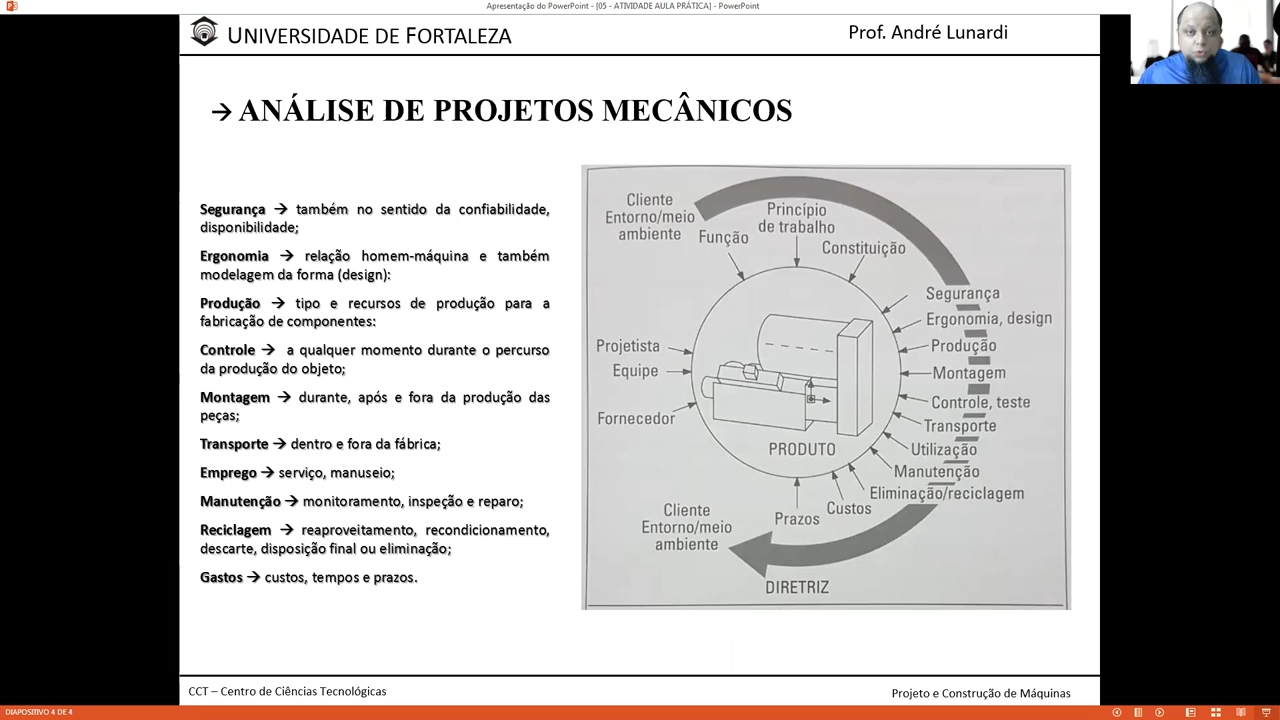 Apresentação do PowerPoint - [05 - ATIVIDADE AULA PRÁTICA] - PowerPoint
UNIVERSIDADE DE FORTALEZA
Prof. André Lunardi
→ ANÁLISE DE PROJETOS MECÂNICOS
Segurança → também no sentido da confiabilidade,
disponibilidade;
Ergonomia → relação homem-máquina e também
modelagem da forma (design):
Produção → tipo e recursos de produção para a
fabricação de componentes:
Controle → a qualquer momento durante o percurso
da produção do objeto;
Montagem → durante, após e fora da produção das
peças;
Transporte → dentro e fora da fábrica;
Emprego → serviço, manuseio;
Manutenção → monitoramento, inspeção e reparo;
Reciclagem → reaproveitamento, recondicionamento,
descarte, disposição final ou eliminação;
Gastos → custos, tempos e prazos.
Cliente
Entorno/meio
ambiente
Função
Princípio
de trabalho
Constituição
Segurança
Ergonomia, design
Produção
Montagem
Controle, teste
Transporte
Utilização
Manutenção
Eliminação/reciclagem
Custos
Prazos
Projetista
Equipe
Fornecedor
PRODUTO
Cliente
Entorno/meio
ambiente
DIRETRIZ
CCT – Centro de Ciências Tecnológicas
Projeto e Construção de Máquinas
DIAPOSITIVO 4 DE 4